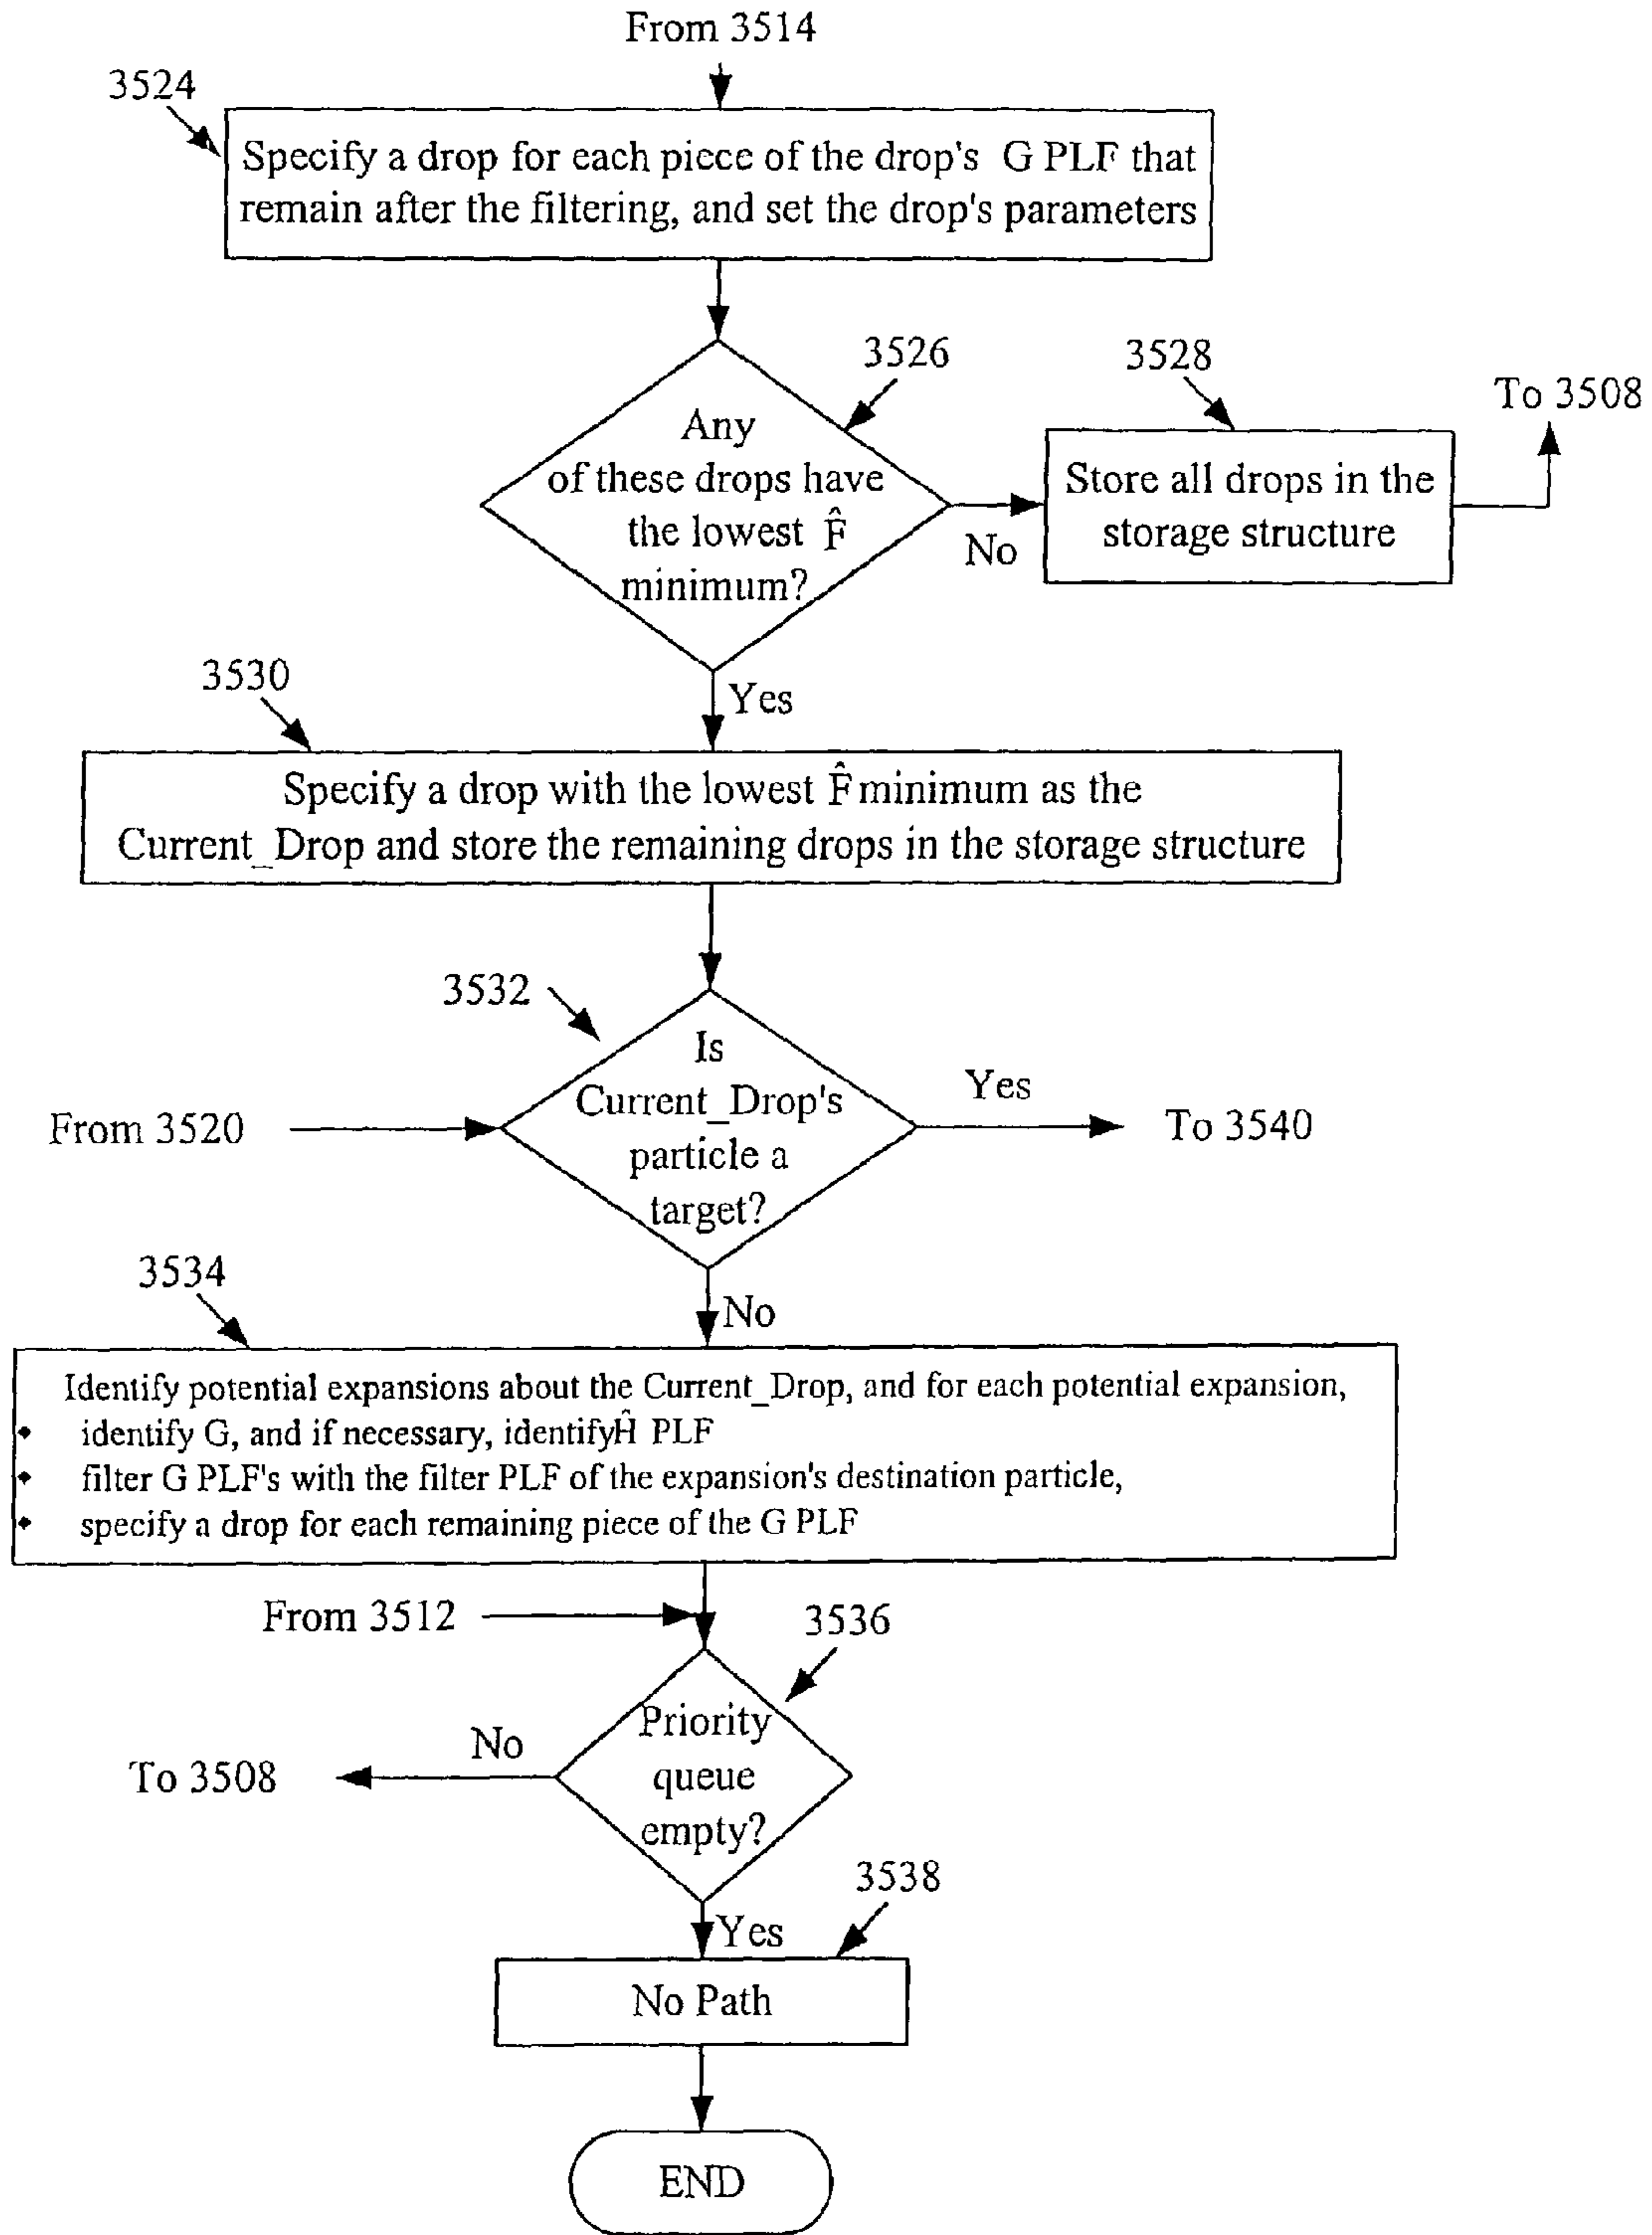 From 3514
3524
Specify a drop for each piece of the drop's G PLF that
remain after the filtering, and set the drop's parameters
3526
3528
To 3508
Any
of these drops have
the lowest F̂
minimum?
No
Store all drops in the
storage structure
Yes
3530
Specify a drop with the lowest F̂ minimum as the
Current_Drop and store the remaining drops in the storage structure
3532
Is
Current_Drop's
particle a
target?
From 3520
Yes
To 3540
3534
No
Identify potential expansions about the Current_Drop, and for each potential expansion,
• identify G, and if necessary, identifyĤ PLF
• filter G PLF's with the filter PLF of the expansion's destination particle,
• specify a drop for each remaining piece of the G PLF
From 3512
3536
Priority
queue
empty?
No
To 3508
3538
Yes
No Path
END